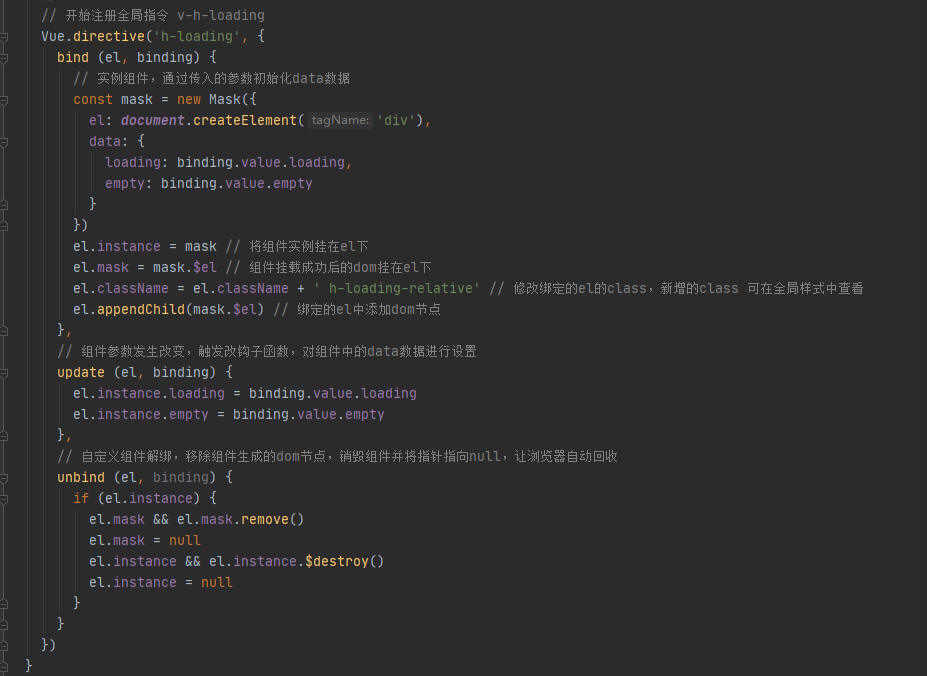 // 开始注册全局指令 v-h-loading
Vue.directive('h-loading', {
  bind (el, binding) {
    // 实例组件，通过传入的参数初始化data数据
    const mask = new Mask({
      el: document.createElement( tagName: 'div'),
      data: {
        loading: binding.value.loading,
        empty: binding.value.empty
      }
    })
    el.instance = mask // 将组件实例挂在el下
    el.mask = mask.$el // 组件挂载成功后的dom挂在el下
    el.className = el.className + ' h-loading-relative' // 修改绑定的el的class，新增的class 可在全局样式中查看
    el.appendChild(mask.$el) // 绑定的el中添加dom节点
  },
  // 组件参数发生改变，触发改钩子函数，对组件中的data数据进行设置
  update (el, binding) {
    el.instance.loading = binding.value.loading
    el.instance.empty = binding.value.empty
  },
  // 自定义组件解绑，移除组件生成的dom节点，销毁组件并将指针指向null，让浏览器自动回收
  unbind (el, binding) {
    if (el.instance) {
      el.mask && el.mask.remove()
      el.mask = null
      el.instance && el.instance.$destroy()
      el.instance = null
    }
  }
})
}